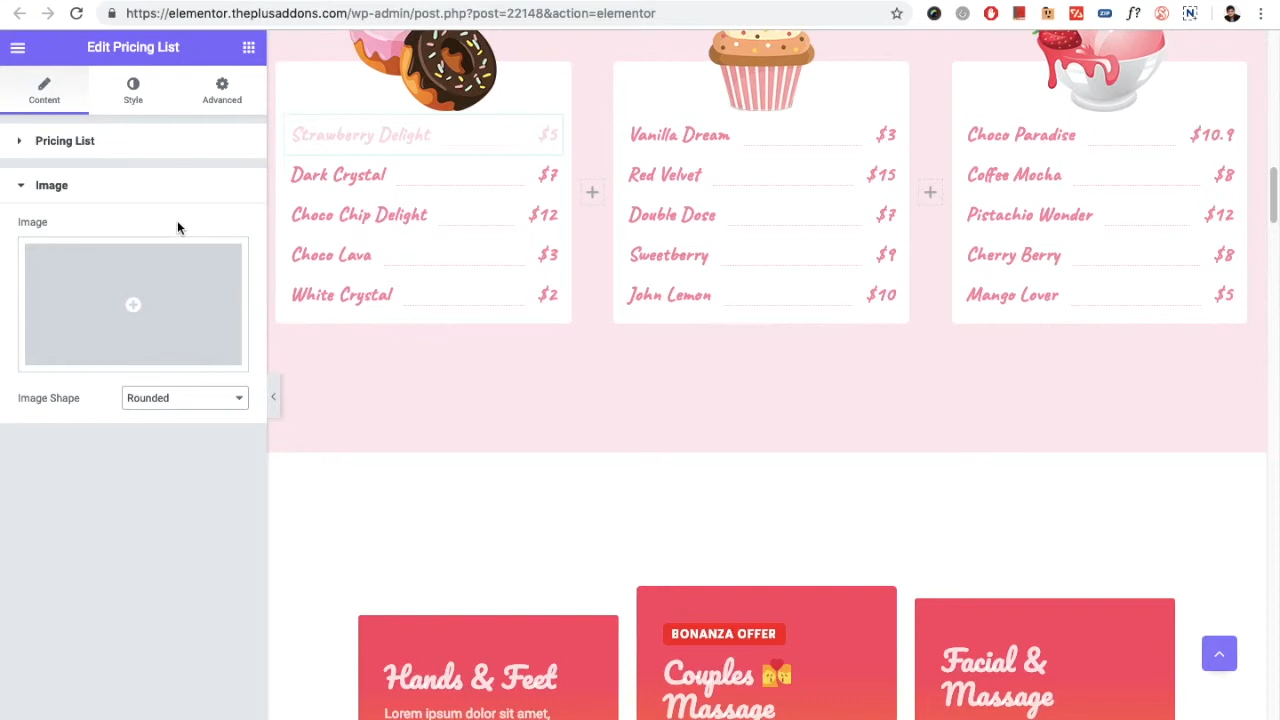 https://elementor.theplusaddons.com/wp-admin/post.php?post=22148&action=elementor
ZIP
f?
N
Edit Pricing List
Content
Style
Advanced
Pricing List
Image
Image
Image Shape
Rounded
Strawberry Delight $5
Dark Crystal $7
Choco Chip Delight $12
Choco Lava $3
White Crystal $2
Vanilla Dream $3
Red Velvet $15
Double Dose $7
Sweetberry $9
John Lemon $10
Choco Paradise $10.9
Coffee Mocha $8
Pistachio Wonder $12
Cherry Berry $8
Mango Lover $5
Hands & Feet
Lorem ipsum dolor sit amet,
BONANZA OFFER
Couples
Massage
Facial &
Massage